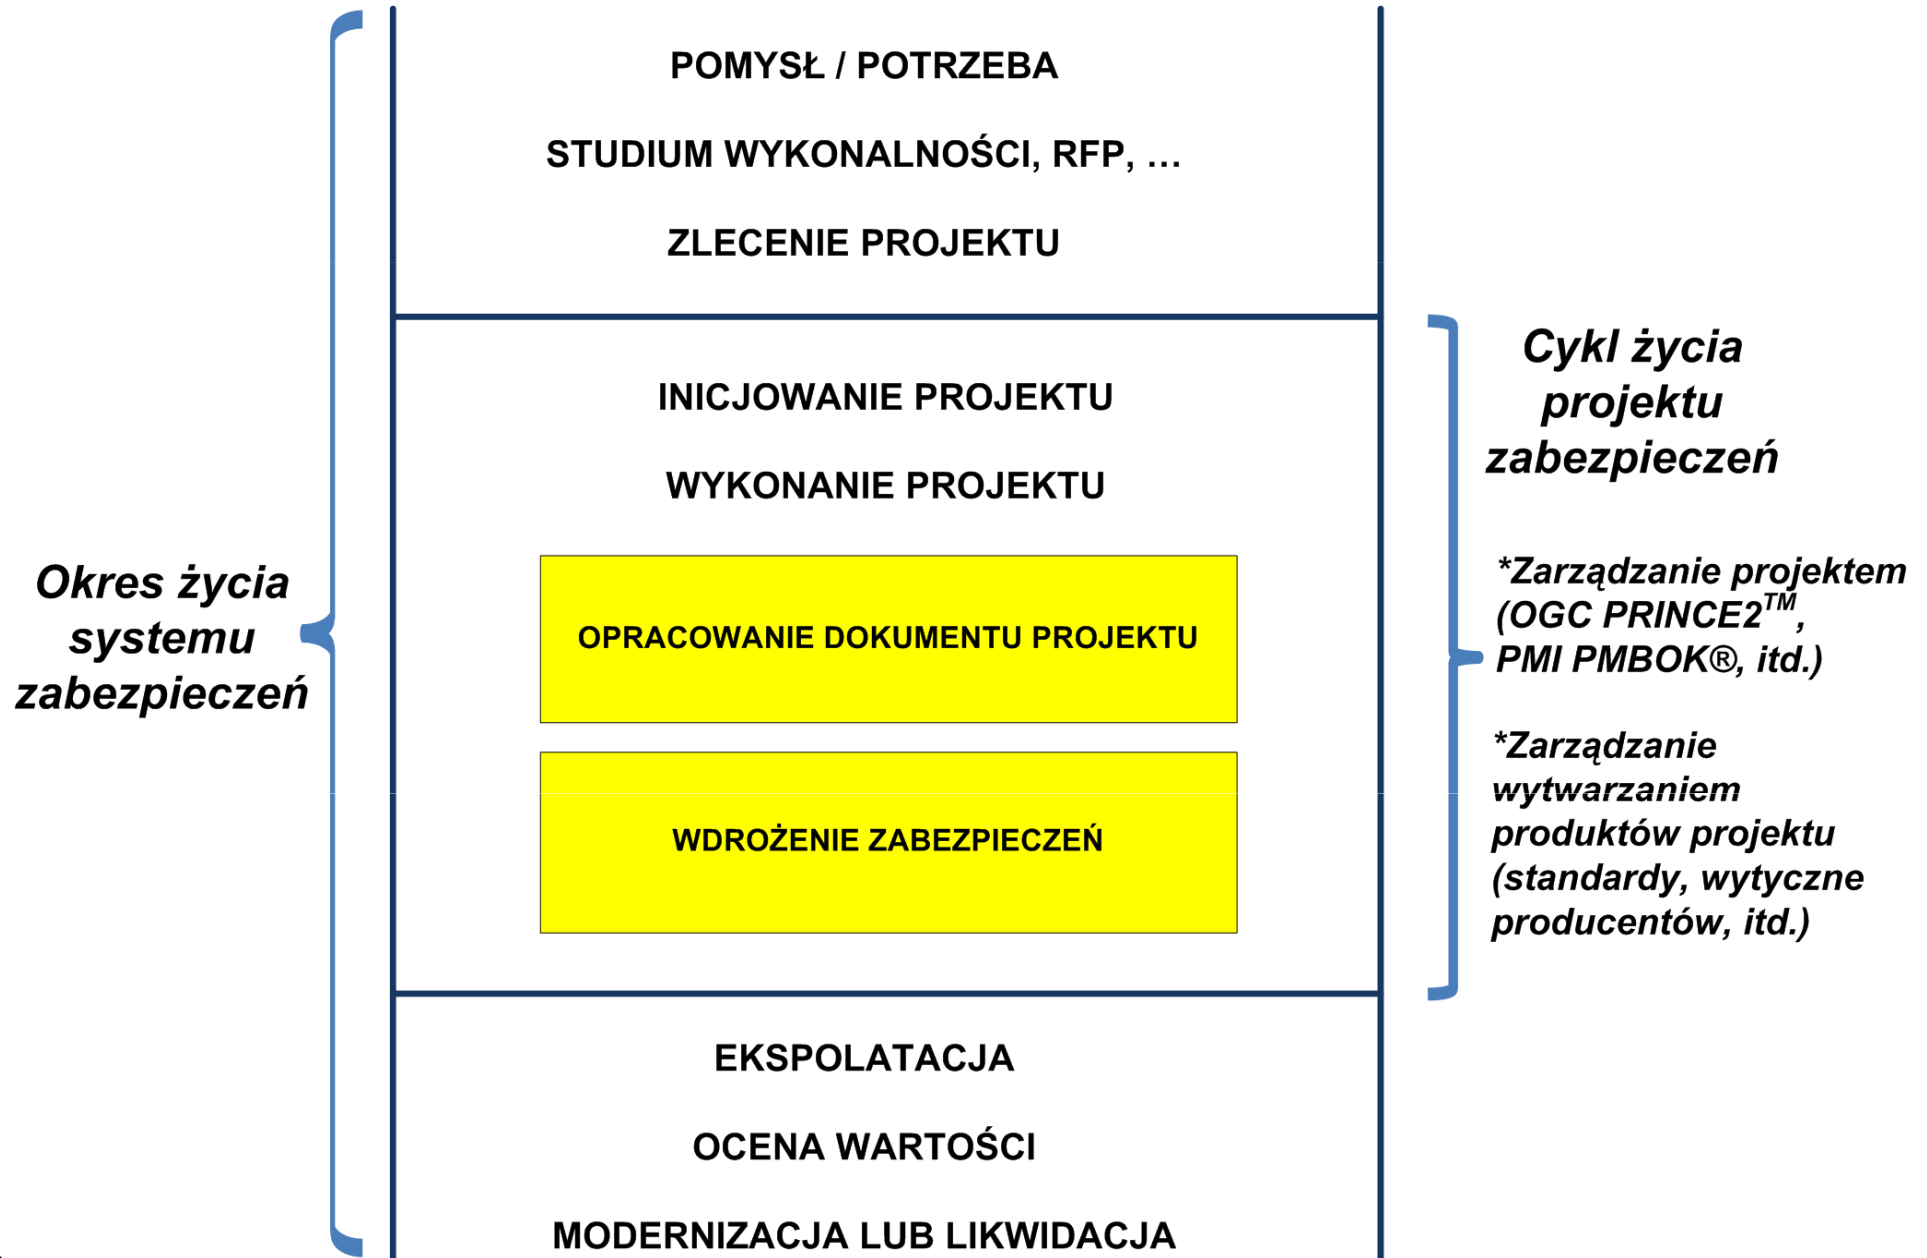 POMYSŁ / POTRZEBA
STUDIUM WYKONALNOŚCI, RFP, …
ZLECENIE PROJEKTU
INICJOWANIE PROJEKTU
WYKONANIE PROJEKTU
OPRACOWANIE DOKUMENTU PROJEKTU
WDROŻENIE ZABEZPIECZEŃ
EKSPOLATACJA
OCENA WARTOŚCI
MODERNIZACJA LUB LIKWIDACJA
Okres życia
systemu
zabezpieczeń
Cykl życia
projektu
zabezpieczeń
*Zarządzanie projektem
(OGC PRINCE2TM,
PMI PMBOK®, itd.)
*Zarządzanie
wytwarzaniem
produktów projektu
(standardy, wytyczne
producentów, itd.)